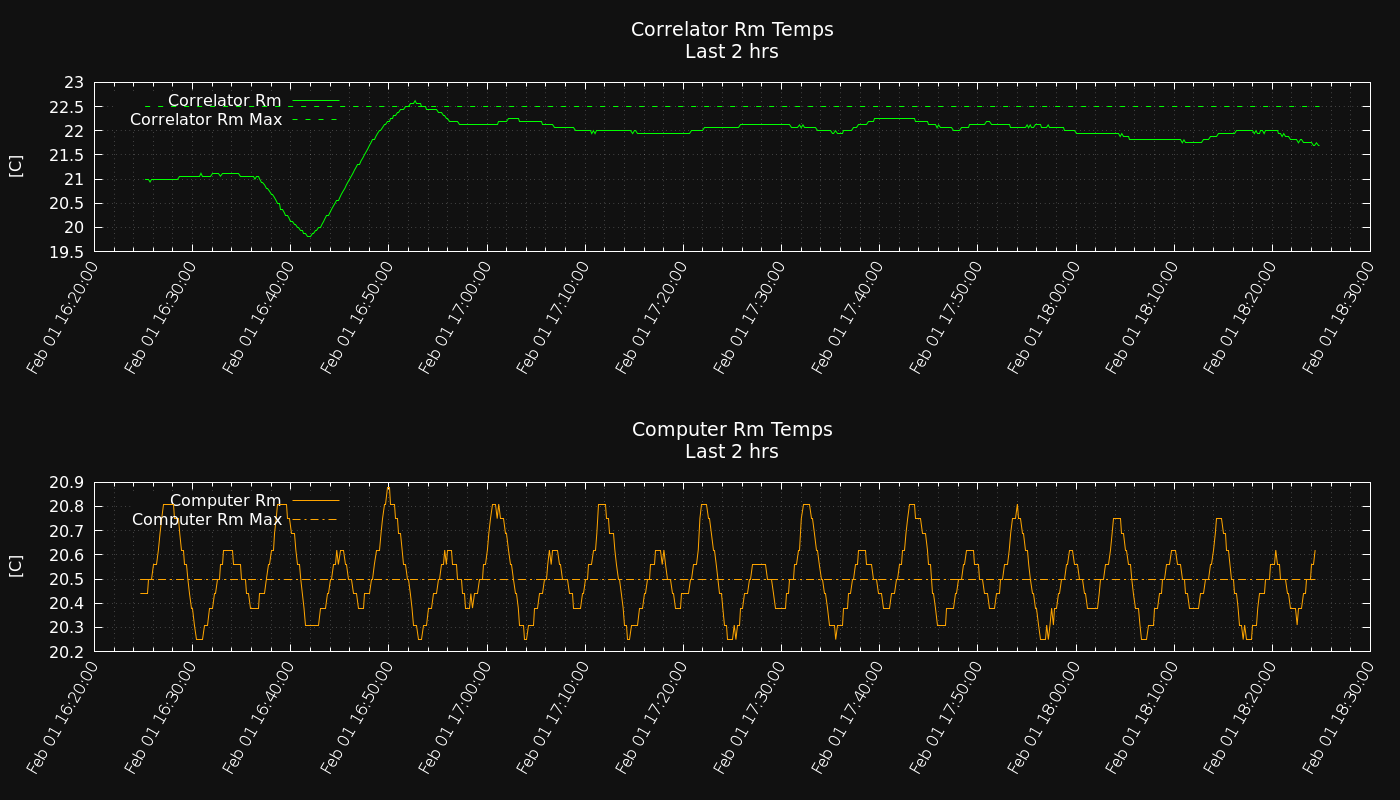 Correlator Rm Temps
Last 2 hrs
23
22.5
22
21.5
21
20.5
20
19.5
[C]
Correlator Rm
Correlator Rm Max
Feb 01 16:20:00
Feb 01 16:30:00
Feb 01 16:40:00
Feb 01 16:50:00
Feb 01 17:00:00
Feb 01 17:10:00
Feb 01 17:20:00
Feb 01 17:30:00
Feb 01 17:40:00
Feb 01 17:50:00
Feb 01 18:00:00
Feb 01 18:10:00
Feb 01 18:20:00
Feb 01 18:30:00
Computer Rm Temps
Last 2 hrs
20.9
20.8
20.7
20.6
20.5
20.4
20.3
20.2
[C]
Computer Rm
Computer Rm Max
Feb 01 16:20:00
Feb 01 16:30:00
Feb 01 16:40:00
Feb 01 16:50:00
Feb 01 17:00:00
Feb 01 17:10:00
Feb 01 17:20:00
Feb 01 17:30:00
Feb 01 17:40:00
Feb 01 17:50:00
Feb 01 18:00:00
Feb 01 18:10:00
Feb 01 18:20:00
Feb 01 18:30:00